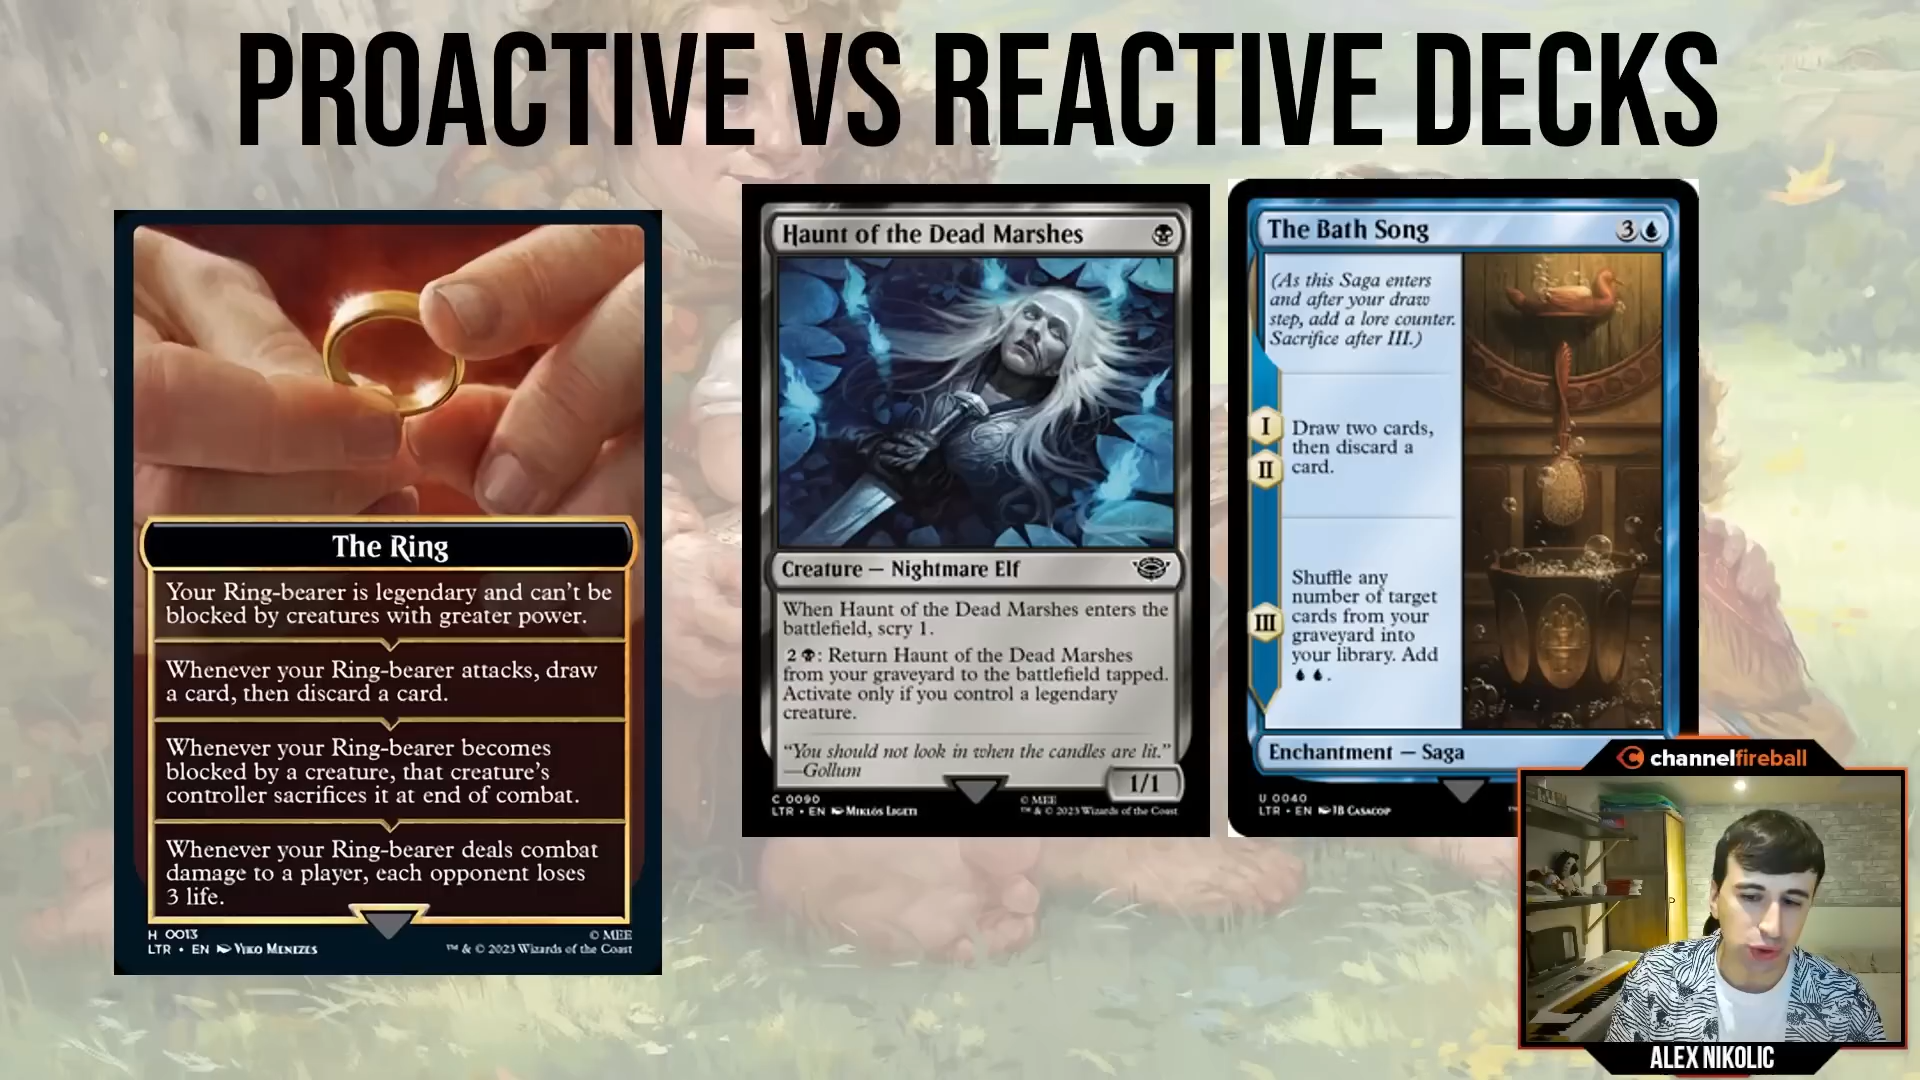 PROACTIVE VS REACTIVE DECKS
The Ring
Your Ring-bearer is legendary and can't be
blocked by creatures with greater power.
Whenever your Ring-bearer attacks, draw
a card, then discard a card.
Whenever your Ring-bearer becomes
blocked by a creature, that creature's
controller sacrifices it at end of combat.
Whenever your Ring-bearer deals combat
damage to a player, each opponent loses
3 life.
H 0013
© MEE
LTR • EN VIKO MENEZES
™ & © 2023 Wizards of the Coast
Haunt of the Dead Marshes
Creature — Nightmare Elf
When Haunt of the Dead Marshes enters the
battlefield, scry 1.
2 : Return Haunt of the Dead Marshes
from your graveyard to the battlefield tapped.
Activate only if you control a legendary
creature.
“You should not look in when the candles are lit.”
—Gollum
1/1
C 0090
© MEE
LTR • EN MIKLÓS LIGETI
™ & © 2023 Wizards of the Coast
The Bath Song
3
(As this Saga enters
and after your draw
step, add a lore counter.
Sacrifice after III.)
I
II
Draw two cards,
then discard a
card.
III
Shuffle any
number of target
cards from your
graveyard into
your library. Add
.
Enchantment — Saga
U 0040
LTR • EN JB CASACOP
channelfireball
ALEX NIKOLIC